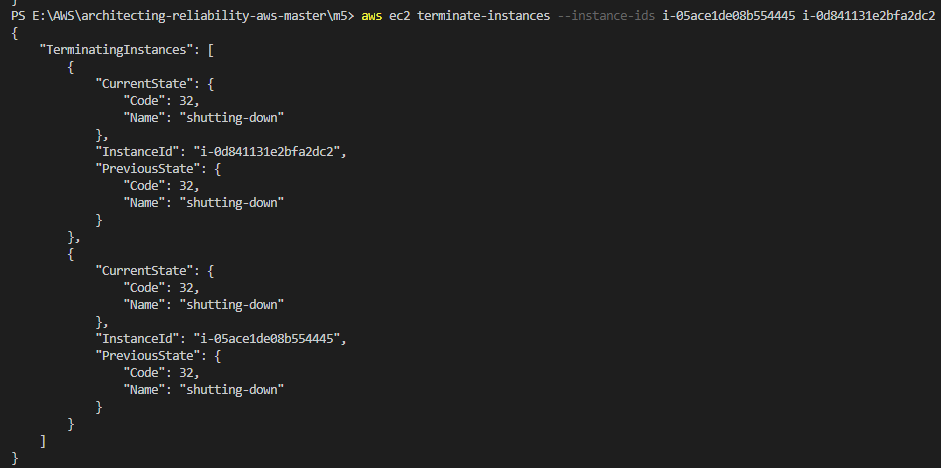 }
PS E:\AWS\architecting-reliability-aws-master\m5> aws ec2 terminate-instances --instance-ids i-05ace1de08b554445 i-0d841131e2bfa2dc2
{
    "TerminatingInstances": [
        {
            "CurrentState": {
                "Code": 32,
                "Name": "shutting-down"
            },
            "InstanceId": "i-0d841131e2bfa2dc2",
            "PreviousState": {
                "Code": 32,
                "Name": "shutting-down"
            }
        },
        {
            "CurrentState": {
                "Code": 32,
                "Name": "shutting-down"
            },
            "InstanceId": "i-05ace1de08b554445",
            "PreviousState": {
                "Code": 32,
                "Name": "shutting-down"
            }
        }
    ]
}